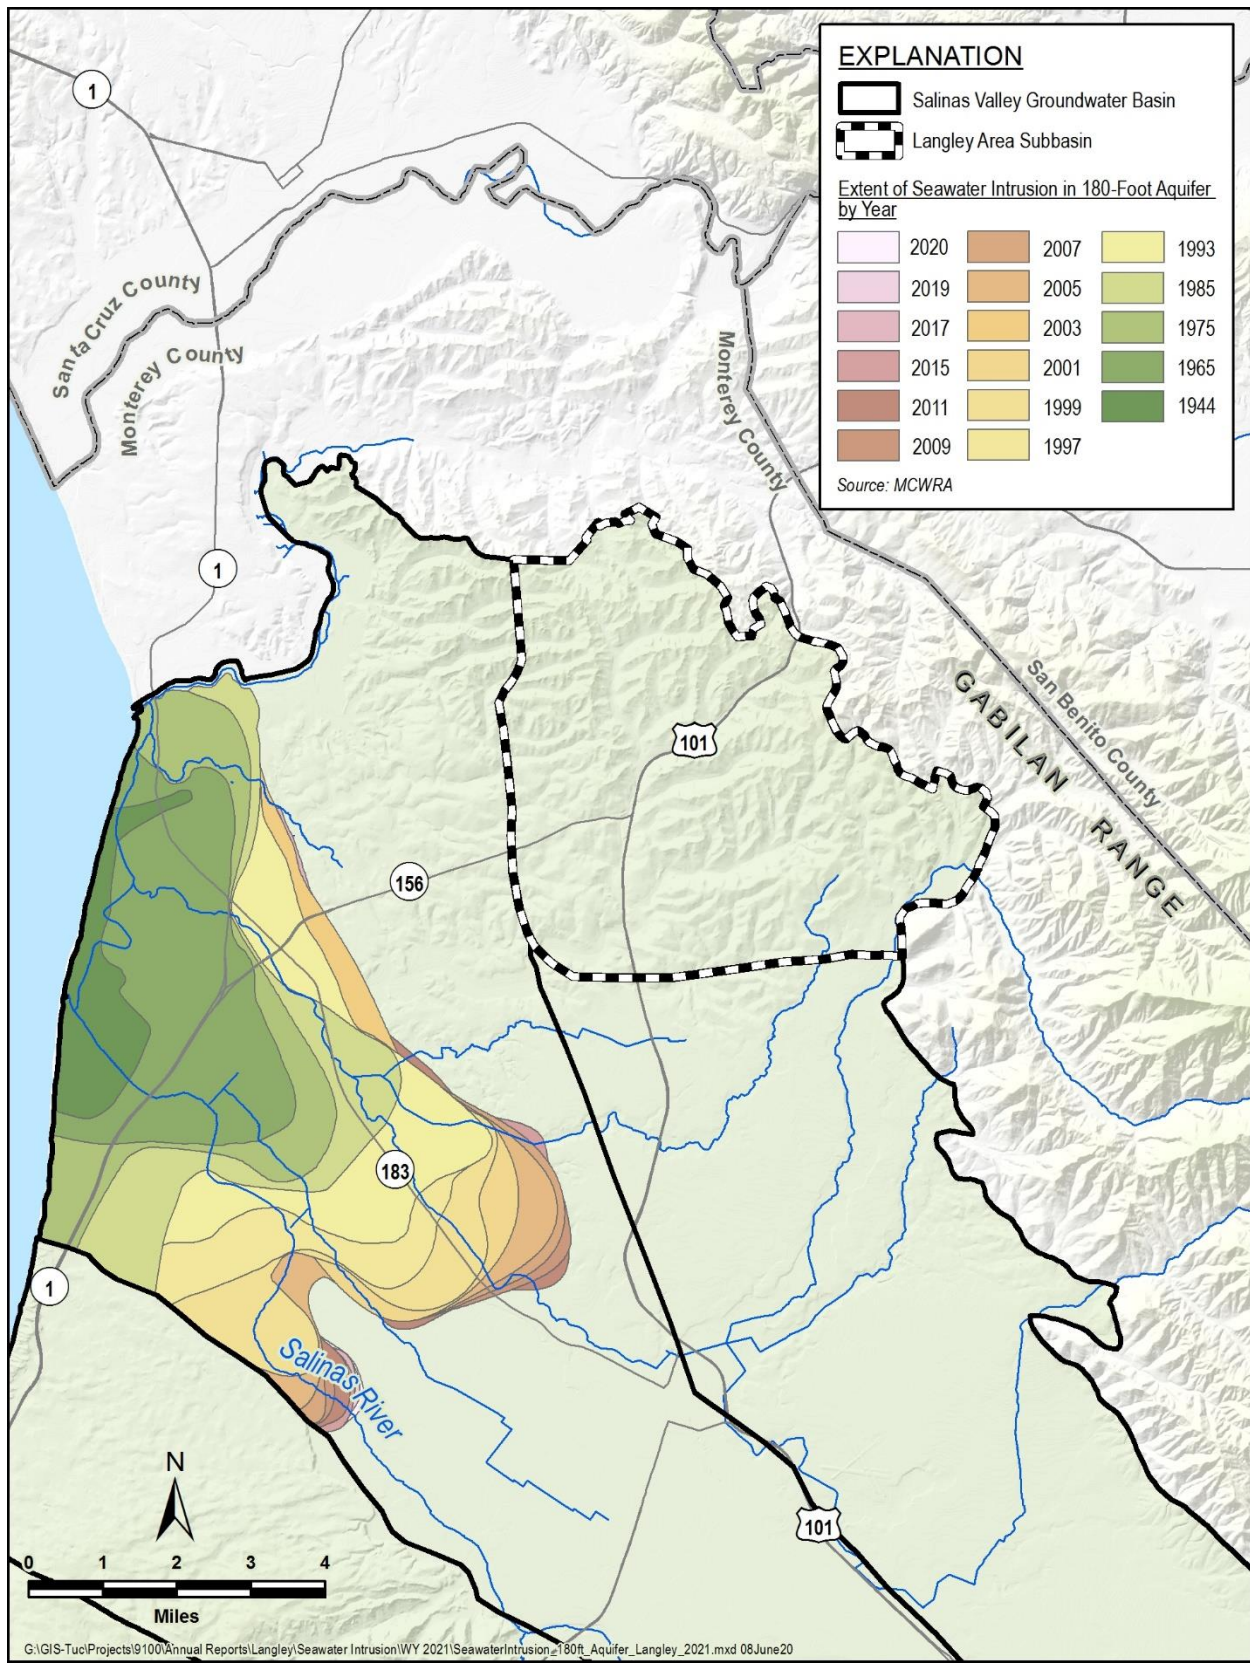 EXPLANATION
Salinas Valley Groundwater Basin
Langley Area Subbasin
Extent of Seawater Intrusion in 180-Foot Aquifer
by Year
2020
2019
2017
2015
2011
2009
2007
2005
2003
2001
1999
1997
1993
1985
1975
1965
1944
Source: MCWRA
1
Santa Cruz County
Monterey County
Monterey County
San Benito County
1
GABILAN RANGE
101
156
183
1
Salinas River
101
N
0 1 2 3 4
Miles
G:\GIS-Tuc\Projects\9100\Annual Reports\Langley\Seawater Intrusion\WY 2021\SeawaterIntrusion_180ft_Aquifer_Langley_2021.mxd 08June20